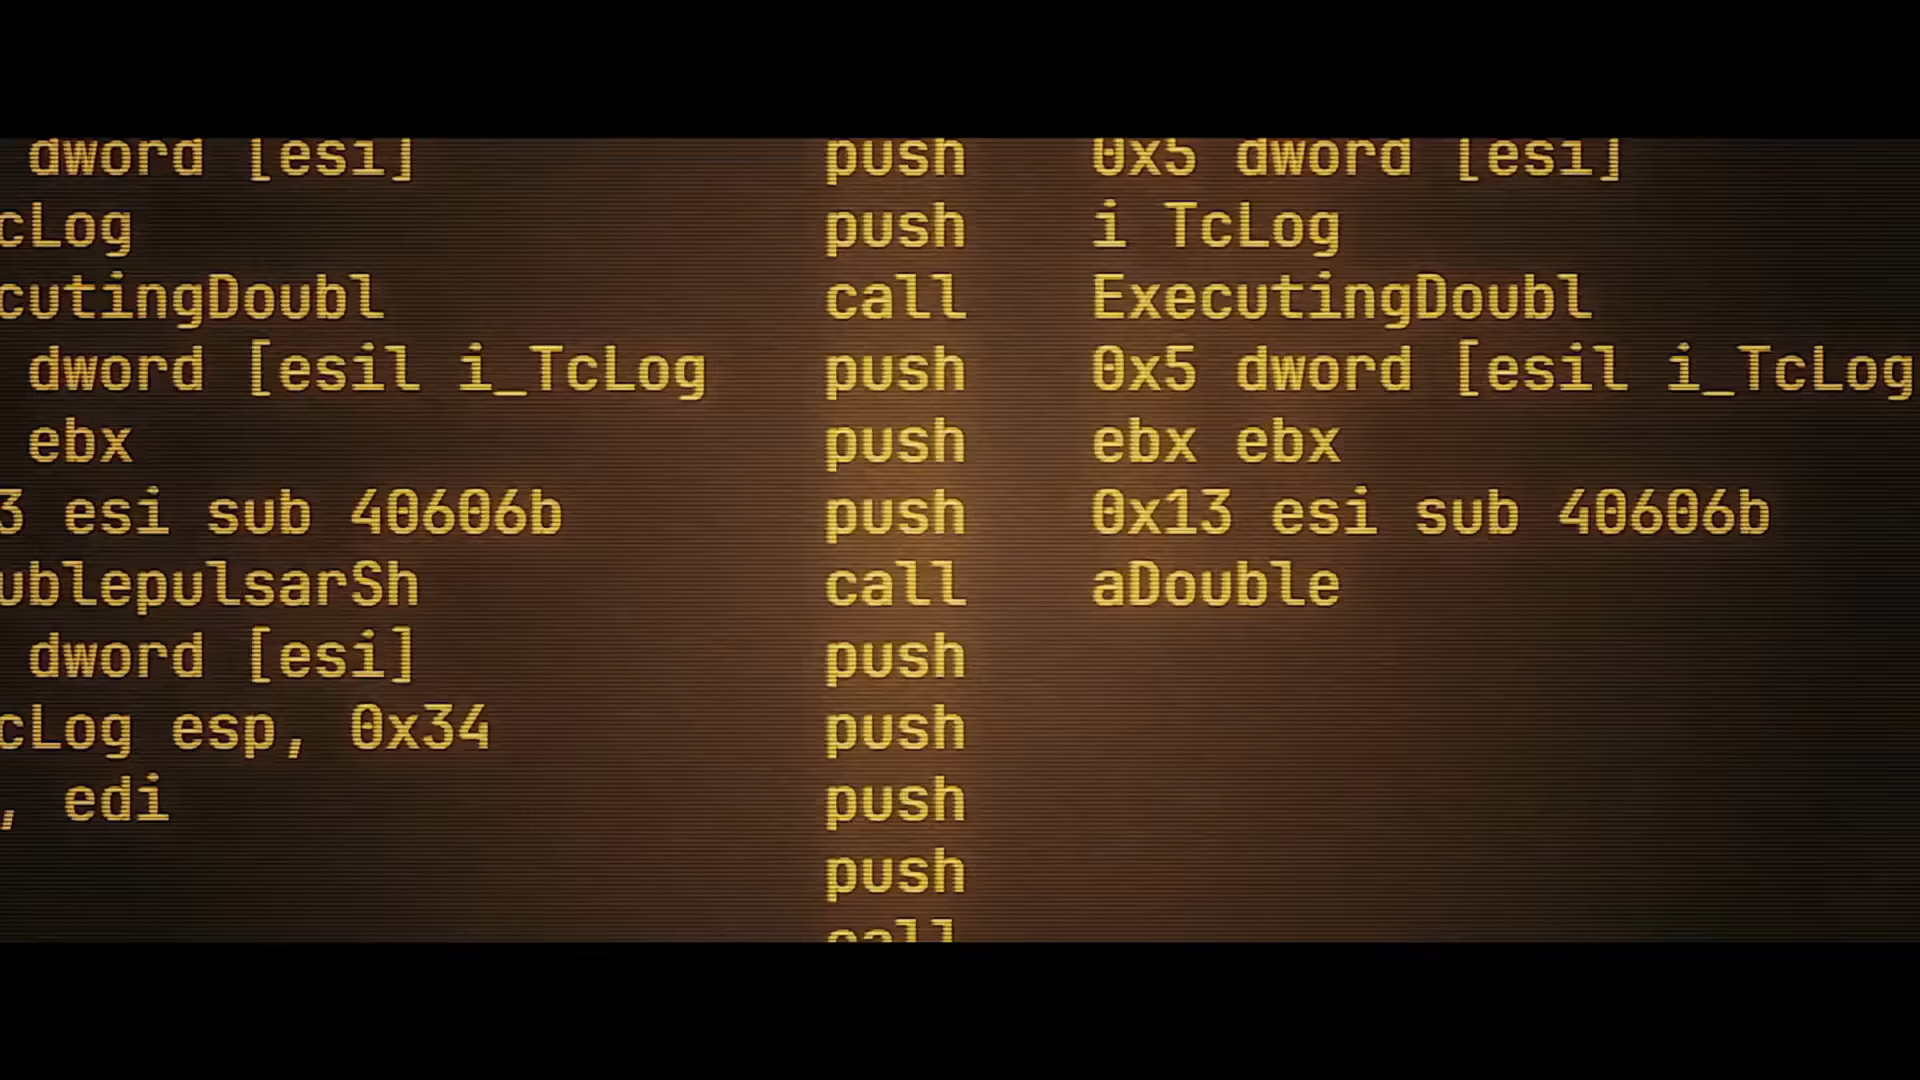 dword [esi] push 0x5 dword [esi]
cLog push i TcLog
cutingDoubl call ExecutingDoubl
dword [esil i_TcLog push 0x5 dword [esil i_TcLog
ebx push ebx ebx
3 esi sub 40606b push 0x13 esi sub 40606b
ublepulsarSh call aDouble
dword [esi] push
cLog esp, 0x34 push
, edi push
push
call